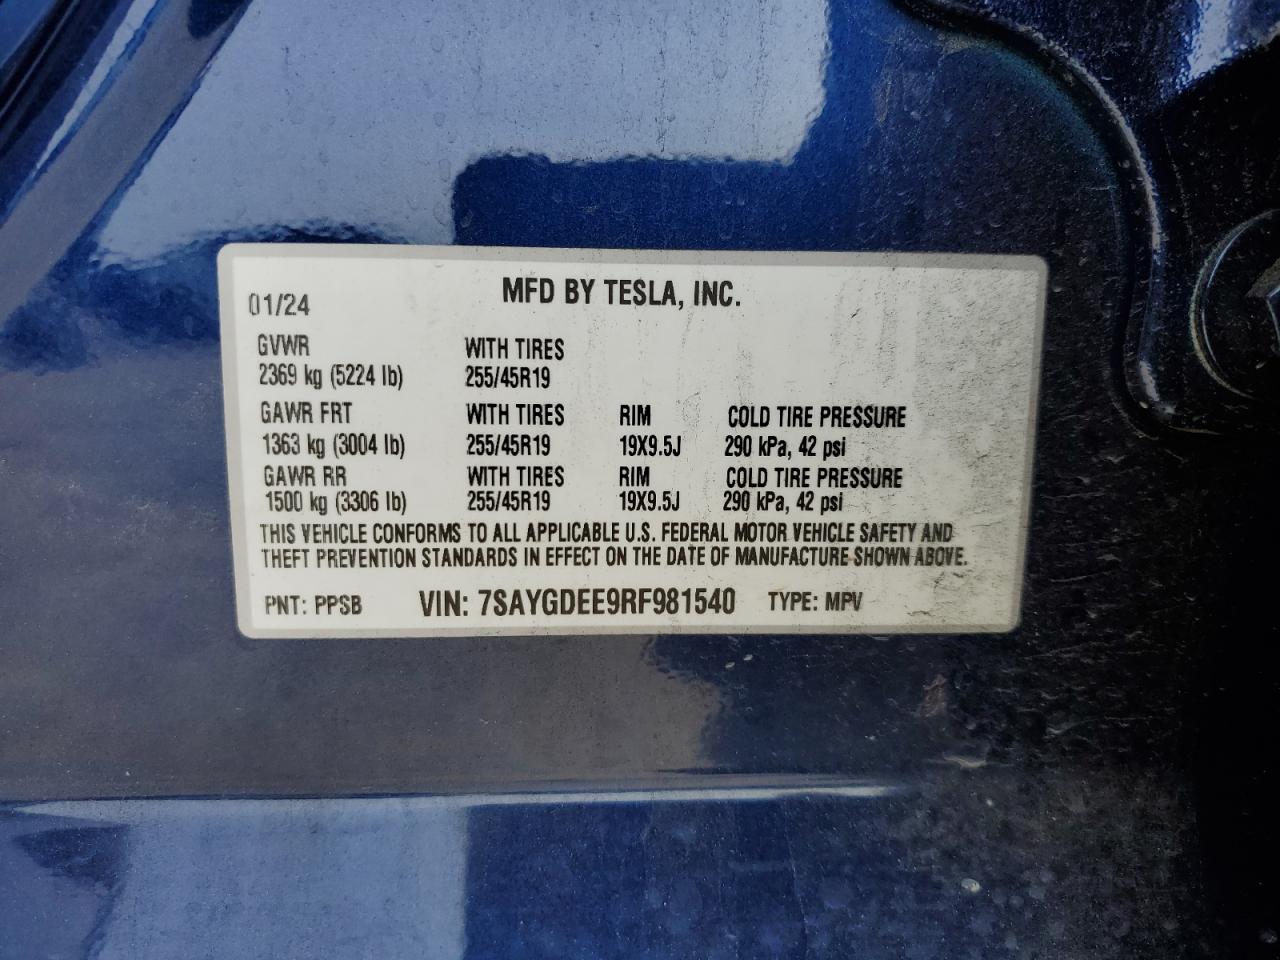 MFD BY TESLA, INC.
01/24
GVWR WITH TIRES
2369 kg (5224 lb) 255/45R19
GAWR FRT WITH TIRES RIM COLD TIRE PRESSURE
1363 kg (3004 lb) 255/45R19 19X9.5J 290 kPa, 42 psi
GAWR RR WITH TIRES RIM COLD TIRE PRESSURE
1500 kg (3306 lb) 255/45R19 19X9.5J 290 kPa, 42 psi
THIS VEHICLE CONFORMS TO ALL APPLICABLE U.S. FEDERAL MOTOR VEHICLE SAFETY AND
THEFT PREVENTION STANDARDS IN EFFECT ON THE DATE OF MANUFACTURE SHOWN ABOVE.
PNT: PPSB VIN: 7SAYGDEE9RF981540 TYPE: MPV